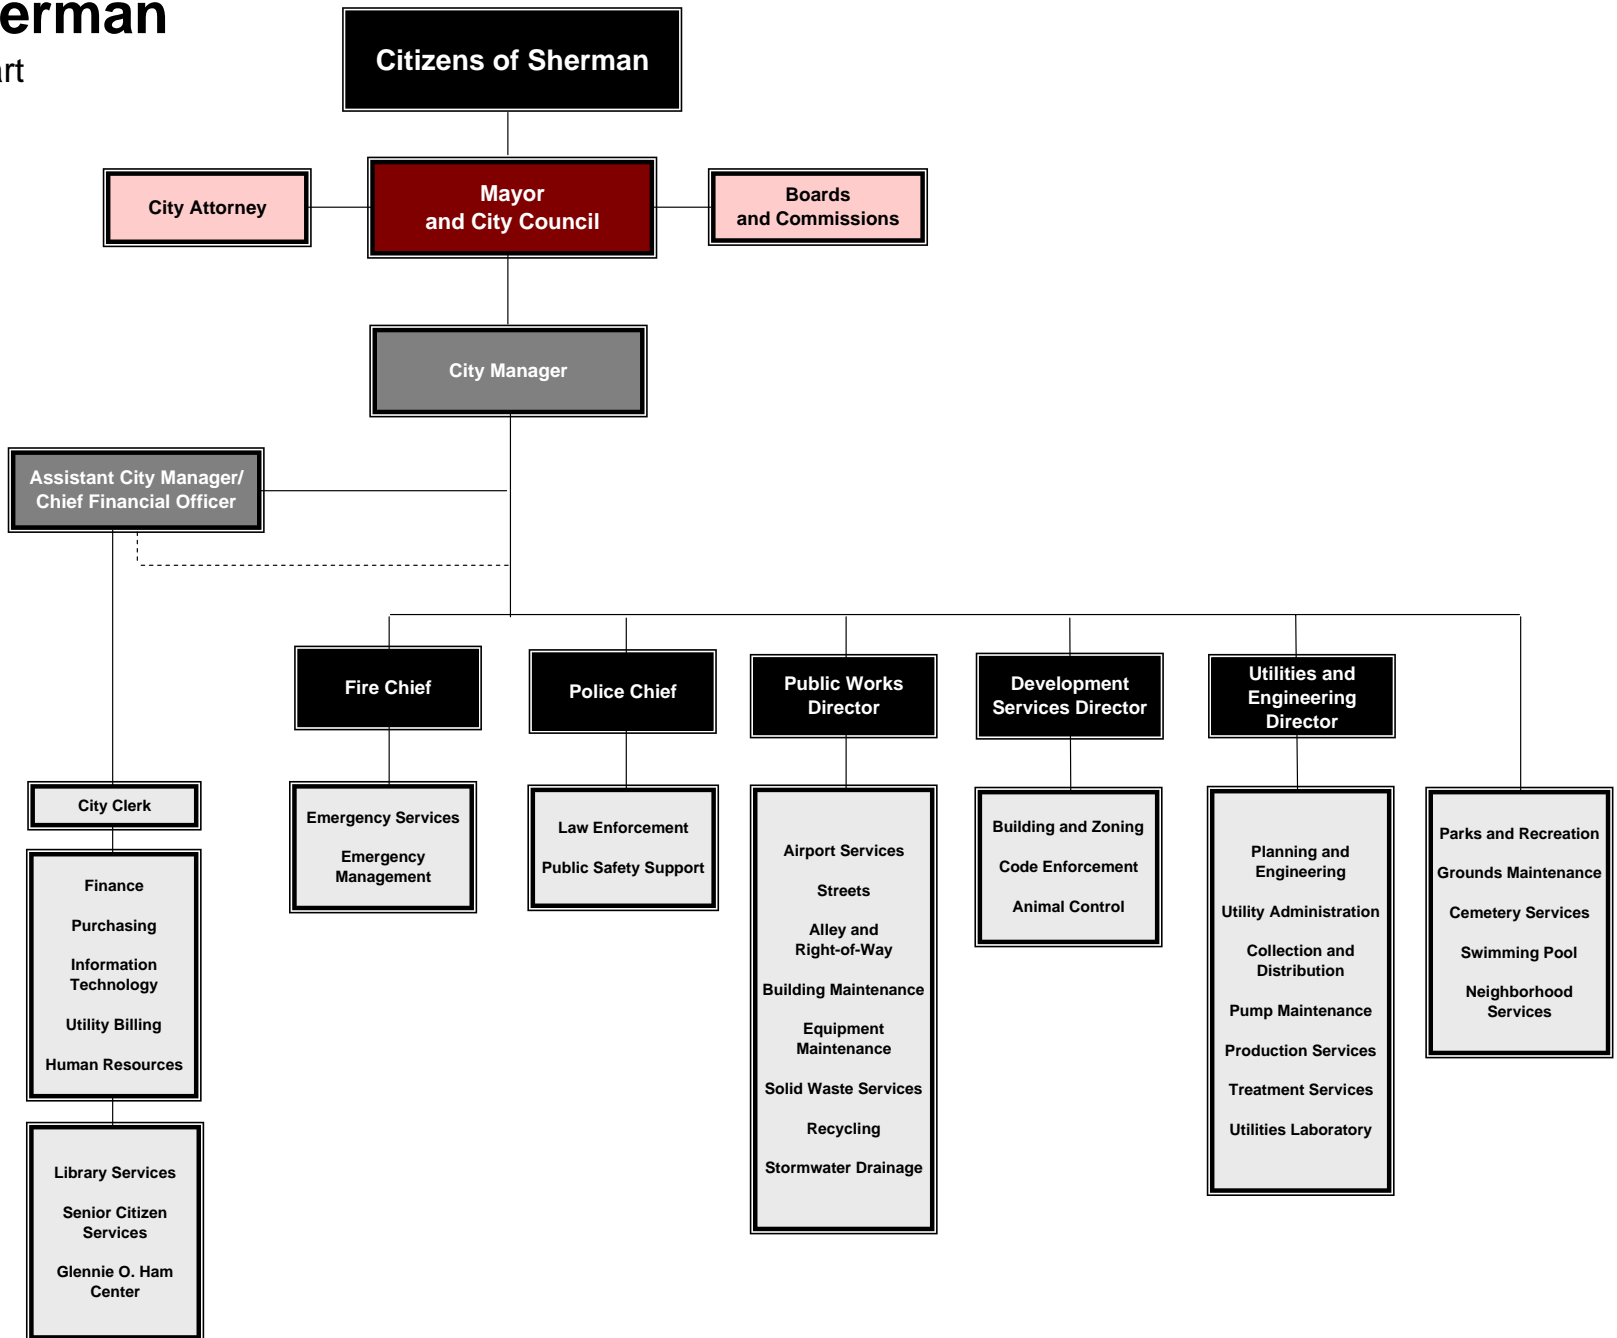 erman
art
Citizens of Sherman
City Attorney
Mayor
and City Council
Boards
and Commissions
City Manager
Assistant City Manager/
Chief Financial Officer
Fire Chief
Police Chief
Public Works
Director
Development
Services Director
Utilities and
Engineering
Director
City Clerk
Finance
Purchasing
Information
Technology
Utility Billing
Human Resources
Library Services
Senior Citizen
Services
Glennie O. Ham
Center
Emergency Services
Emergency
Management
Law Enforcement
Public Safety Support
Airport Services
Streets
Alley and
Right-of-Way
Building Maintenance
Equipment
Maintenance
Solid Waste Services
Recycling
Stormwater Drainage
Building and Zoning
Code Enforcement
Animal Control
Planning and
Engineering
Utility Administration
Collection and
Distribution
Pump Maintenance
Production Services
Treatment Services
Utilities Laboratory
Parks and Recreation
Grounds Maintenance
Cemetery Services
Swimming Pool
Neighborhood
Services